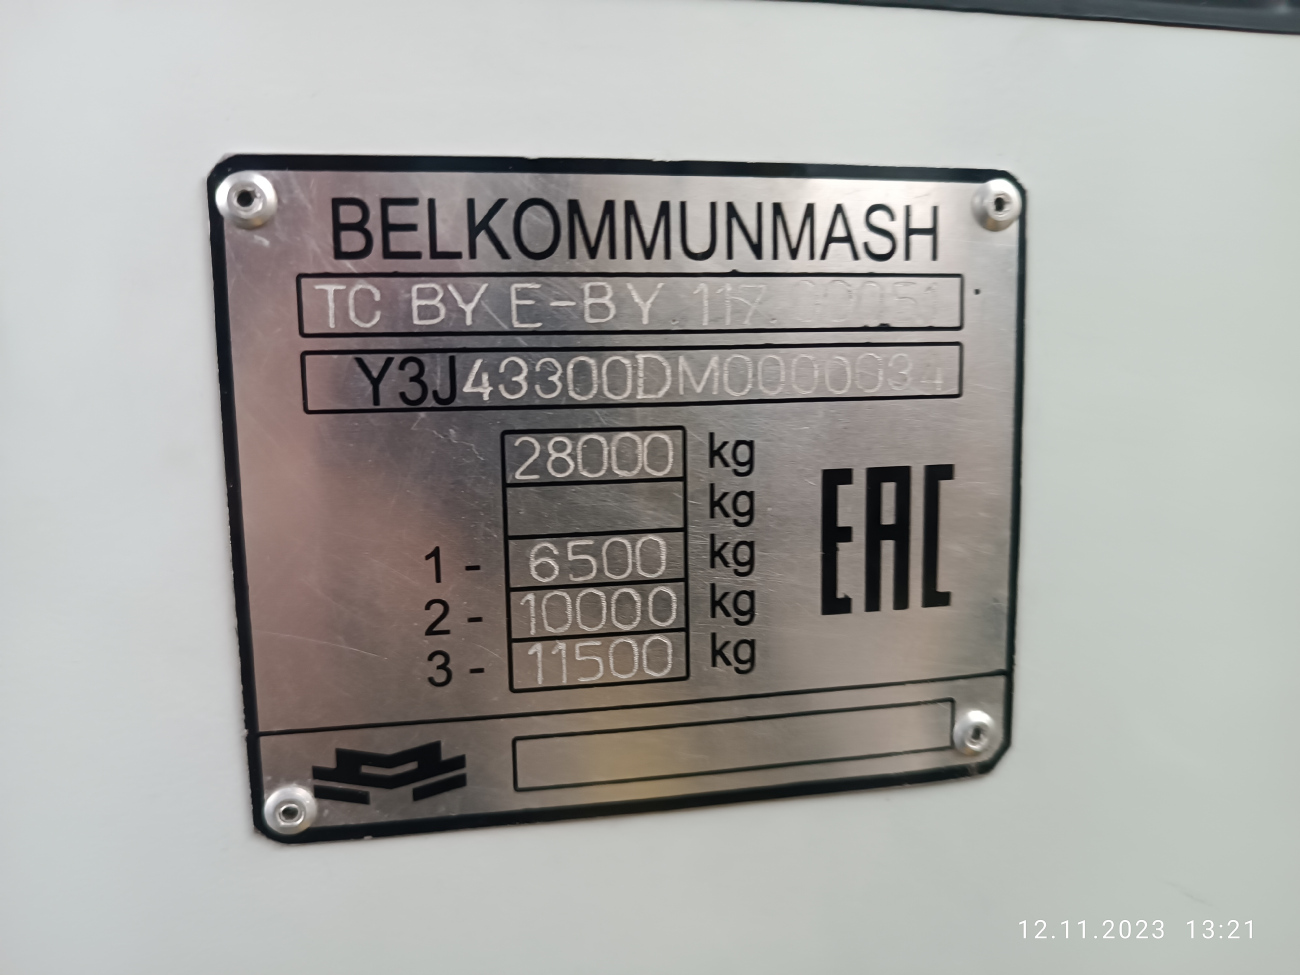 BELKOMMUNMASH
TC BY E-BY.117.00051
Y3J43300DM0000034
28000 kg
kg
1 - 6500 kg
2 - 10000 kg
3 - 11500 kg
EAC
12.11.2023 13:21